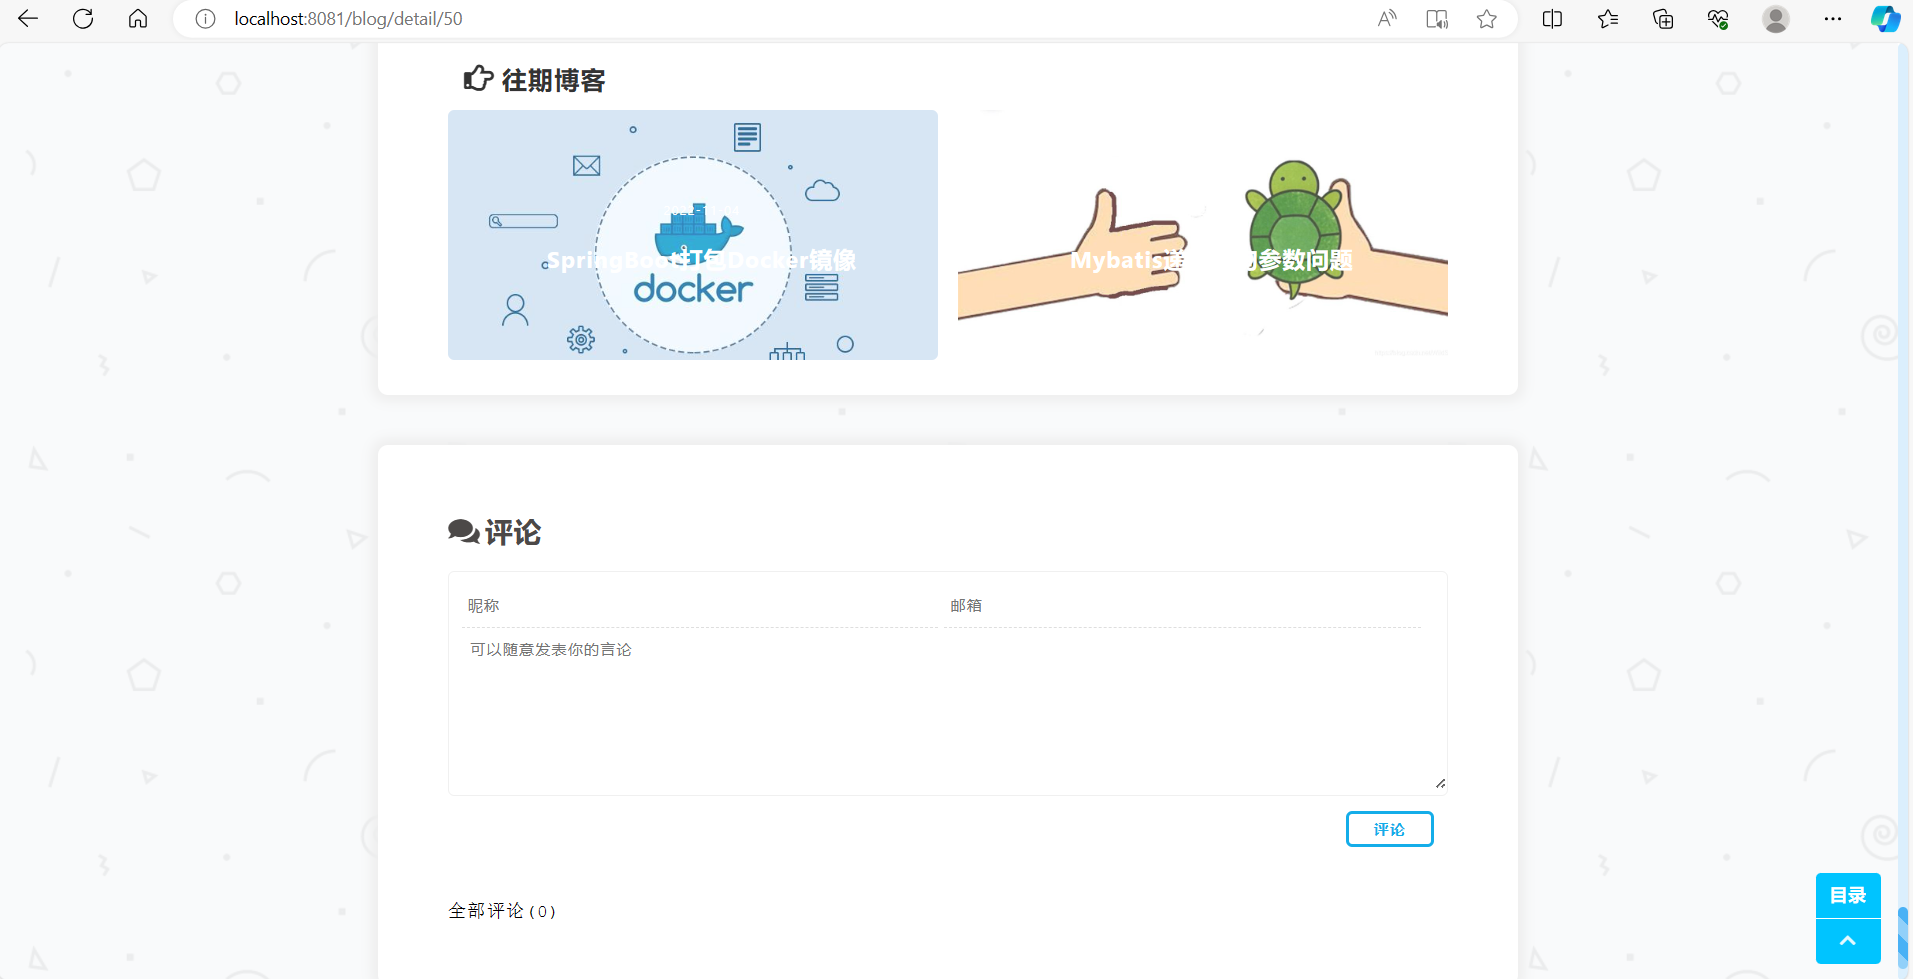 localhost:8081/blog/detail/50
往期博客
SpringBoot打包Docker镜像
docker
Mybatis递 参数问题
评论
昵称 邮箱
可以随意发表你的言论
评论
全部评论(0)
目录